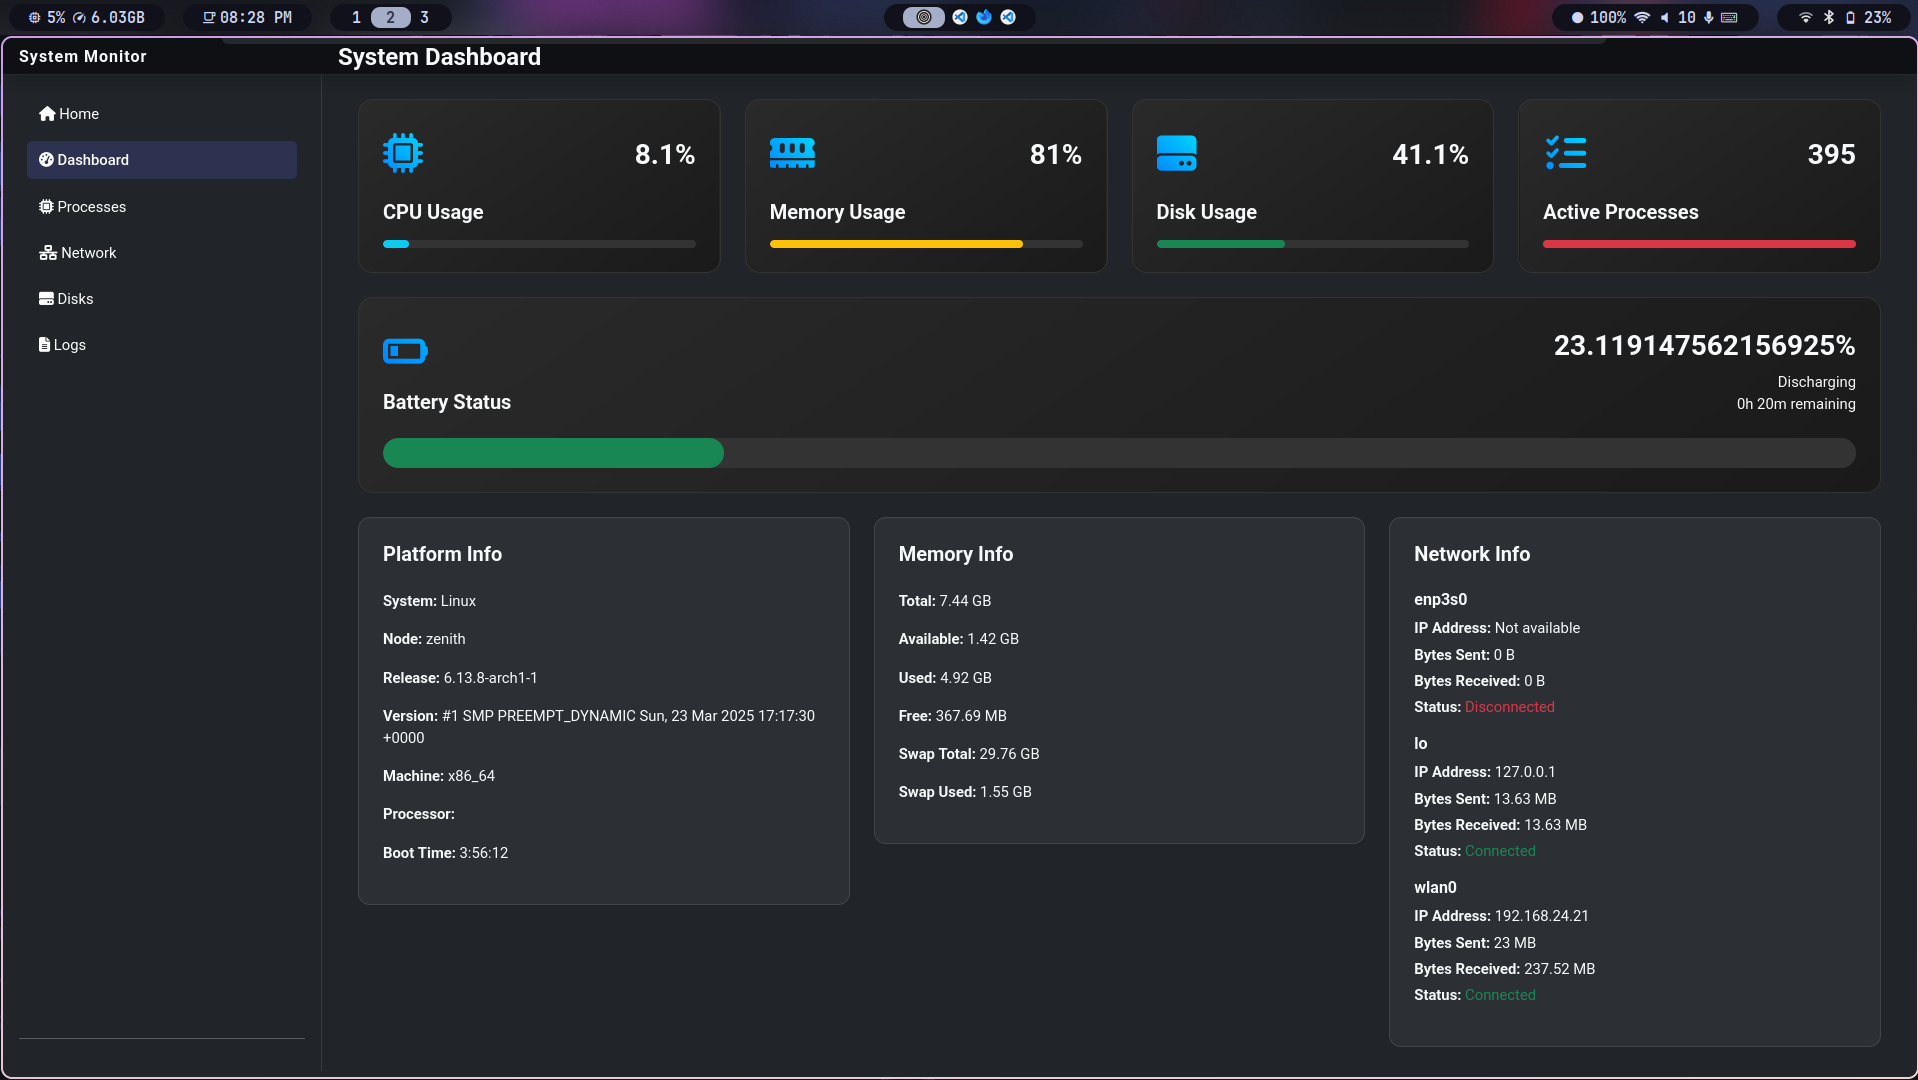 5% 6.03GB
08:28 PM
1 2 3
100% 10
23%
System Monitor
System Dashboard
Home
Dashboard
Processes
Network
Disks
Logs
8.1%
CPU Usage
81%
Memory Usage
41.1%
Disk Usage
395
Active Processes
23.119147562156925%
Discharging
0h 20m remaining
Battery Status
Platform Info
System: Linux
Node: zenith
Release: 6.13.8-arch1-1
Version: #1 SMP PREEMPT_DYNAMIC Sun, 23 Mar 2025 17:17:30
+0000
Machine: x86_64
Processor:
Boot Time: 3:56:12
Memory Info
Total: 7.44 GB
Available: 1.42 GB
Used: 4.92 GB
Free: 367.69 MB
Swap Total: 29.76 GB
Swap Used: 1.55 GB
Network Info
enp3s0
IP Address: Not available
Bytes Sent: 0 B
Bytes Received: 0 B
Status: Disconnected
lo
IP Address: 127.0.0.1
Bytes Sent: 13.63 MB
Bytes Received: 13.63 MB
Status: Connected
wlan0
IP Address: 192.168.24.21
Bytes Sent: 23 MB
Bytes Received: 237.52 MB
Status: Connected